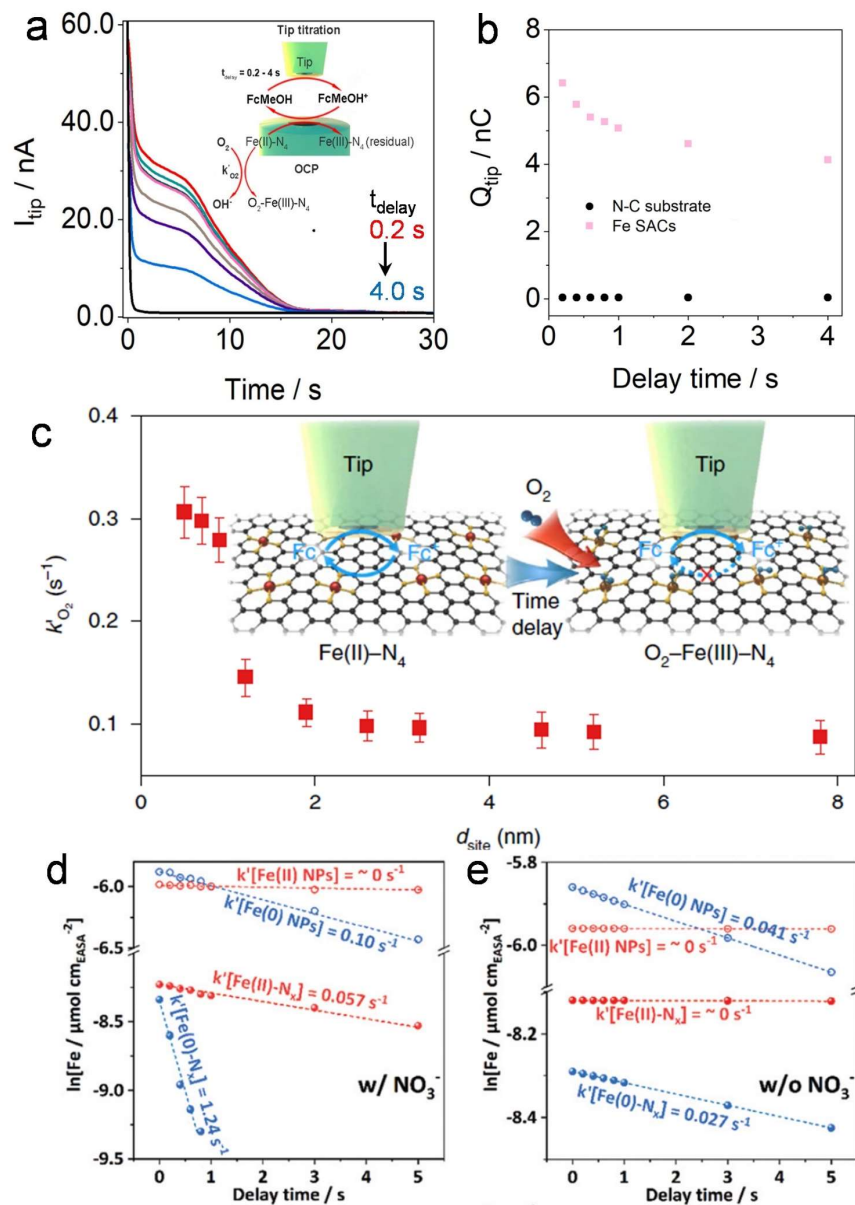 a
I_tip / nA
60.0
40.0
20.0
0.0
0
10
20
30
Time / s
Tip titration
Tip
t_delay = 0.2 - 4 s
FcMeOH
FcMeOH⁺
O₂
Fe(II)-N₄
Fe(III)-N₄ (residual)
k'_O2
OCP
OH⁻
O₂-Fe(III)-N₄
t_delay
0.2 s
4.0 s
b
Q_tip / nC
8
6
4
2
0
N-C substrate
Fe SACs
0
1
2
3
4
Delay time / s
c
k'_O₂ (s⁻¹)
0.4
0.3
0.2
0.1
0
2
4
6
8
d_site (nm)
Tip
Fc
Fc⁺
Fe(II)–N₄
O₂
Time
delay
Tip
Fc
Fc⁺
O₂–Fe(III)–N₄
d
ln[Fe / μmol cm_EASA⁻²]
-6.0
-6.5
-8.5
-9.0
-9.5
k'[Fe(II) NPs] = ~ 0 s⁻¹
k'[Fe(0) NPs] = 0.10 s⁻¹
k'[Fe(II)-Nₓ] = 0.057 s⁻¹
k'[Fe(0)-Nₓ] = 1.24 s⁻¹
w/ NO₃⁻
0
1
2
3
4
5
Delay time / s
e
ln[Fe / μmol cm_EASA⁻²]
-5.8
-6.0
-8.2
-8.4
k'[Fe(0) NPs] = 0.041 s⁻¹
k'[Fe(II) NPs] = ~ 0 s⁻¹
k'[Fe(II)-Nₓ] = ~ 0 s⁻¹
k'[Fe(0)-Nₓ] = 0.027 s⁻¹
w/o NO₃⁻
0
1
2
3
4
5
Delay time / s